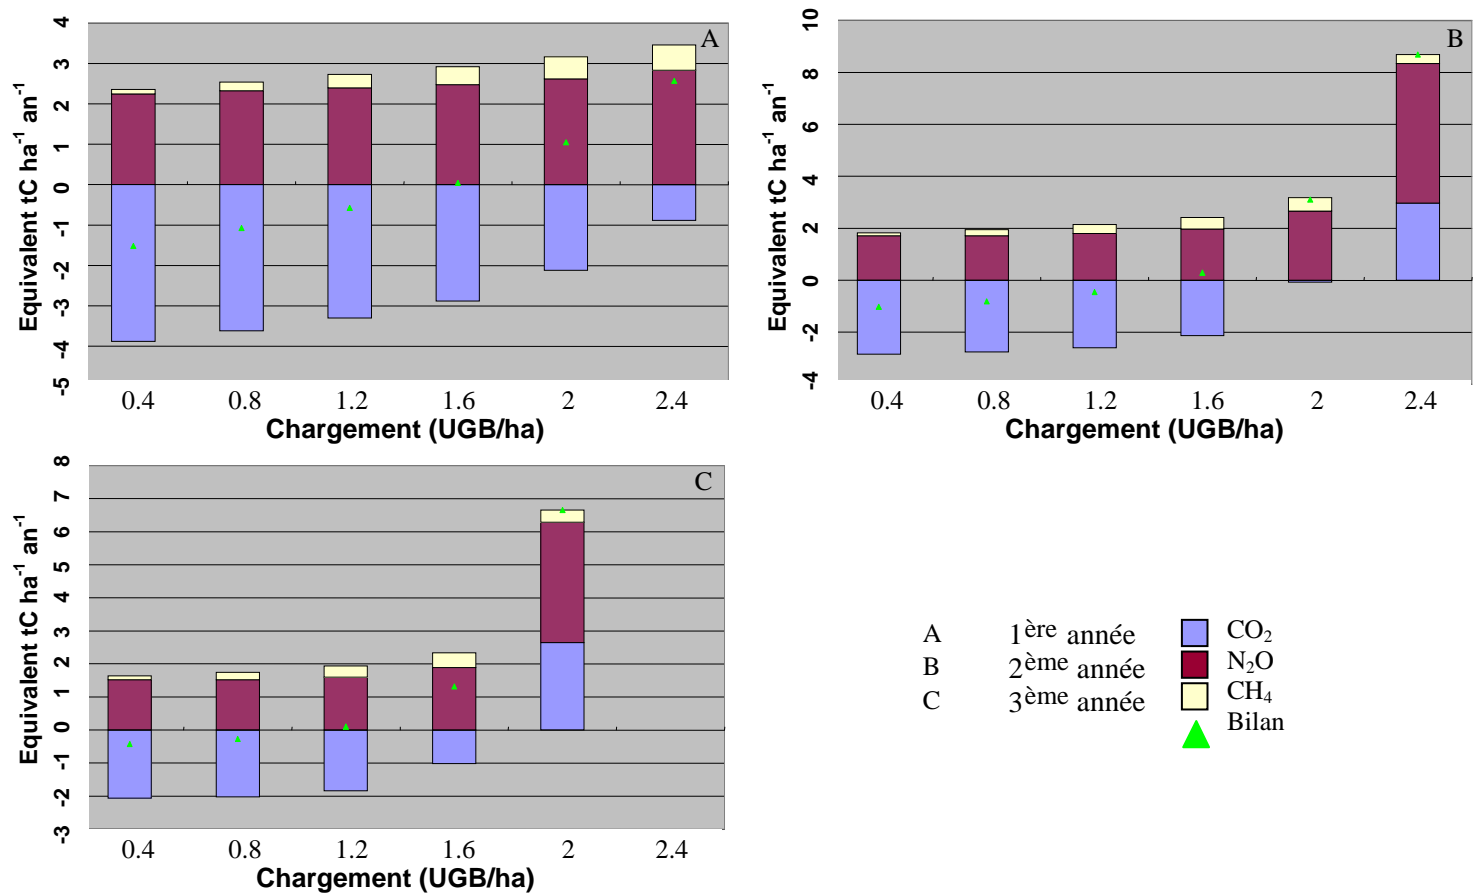 A
Equivalent tC ha-1 an-1
4
3
2
1
0
-1
-2
-3
-4
-5
0.4 0.8 1.2 1.6 2 2.4
Chargement (UGB/ha)
B
Equivalent tC ha-1 an-1
10
8
6
4
2
0
-2
-4
0.4 0.8 1.2 1.6 2 2.4
Chargement (UGB/ha)
C
Equivalent tC ha-1 an-1
8
7
6
5
4
3
2
1
0
-1
-2
-3
0.4 0.8 1.2 1.6 2 2.4
Chargement (UGB/ha)
A 1ère année
B 2ème année
C 3ème année
CO2
N2O
CH4
Bilan